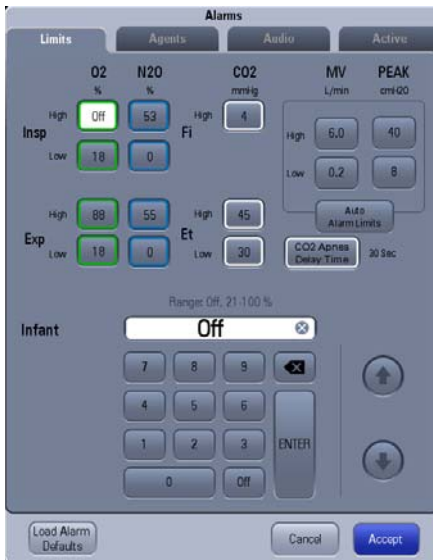 Alarms
Limits Agents Audio Active
O2 N2O CO2 MV PEAK
% % mmHg L/min cmH2O
High Off 53 High 4
Insp Fi
Low 18 0
High 6.0 40
Low 0.2 8
Auto
Alarm Limits
High 88 55 High 45
Exp Et
Low 18 0 Low 30
CO2 Apnea
Delay Time 30 Sec
Range: Off, 21-100 %
Infant Off
7 8 9
4 5 6
1 2 3 ENTER
0 Off
Load Alarm
Defaults
Cancel Accept